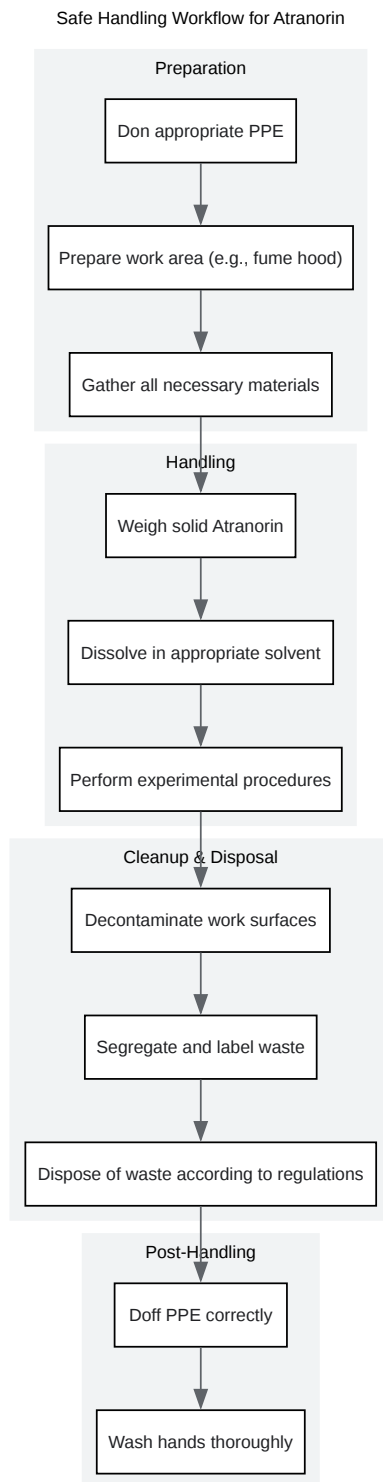 Safe Handling Workflow for Atranorin
Preparation
Don appropriate PPE
Prepare work area (e.g., fume hood)
Gather all necessary materials
Handling
Weigh solid Atranorin
Dissolve in appropriate solvent
Perform experimental procedures
Cleanup & Disposal
Decontaminate work surfaces
Segregate and label waste
Dispose of waste according to regulations
Post-Handling
Doff PPE correctly
Wash hands thoroughly